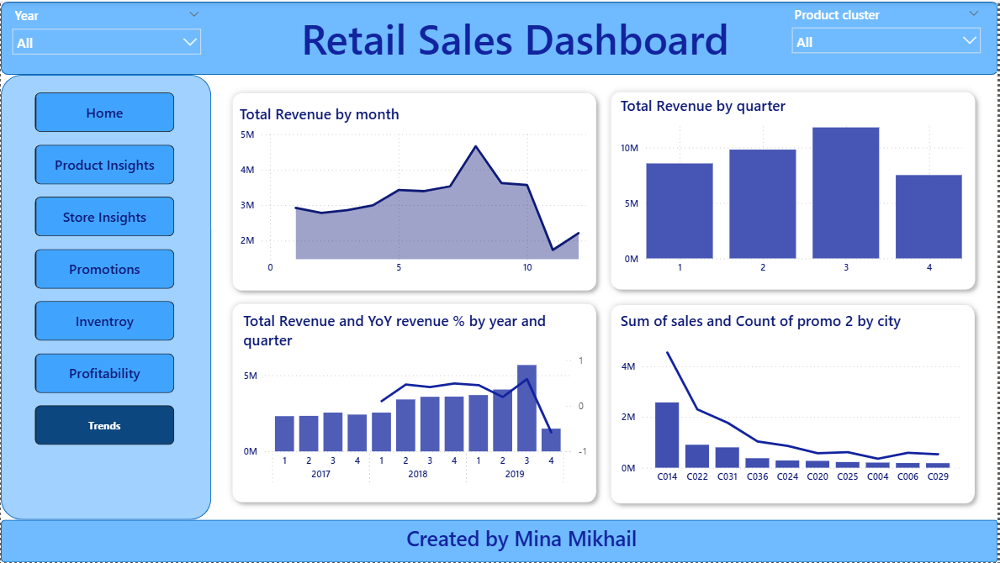 Year
All
Retail Sales Dashboard
Product cluster
All
Home
Product Insights
Store Insights
Promotions
Inventroy
Profitability
Trends
Total Revenue by month
5M
4M
3M
2M
0 5 10
Total Revenue by quarter
10M
5M
0M
1 2 3 4
Total Revenue and YoY revenue % by year and
quarter
5M
0M
1
0
-1
1 2 3 4 1 2 3 4 1 2 3 4
2017 2018 2019
Sum of sales and Count of promo 2 by city
4M
2M
0M
C014 C022 C031 C036 C024 C020 C025 C004 C006 C029
Created by Mina Mikhail